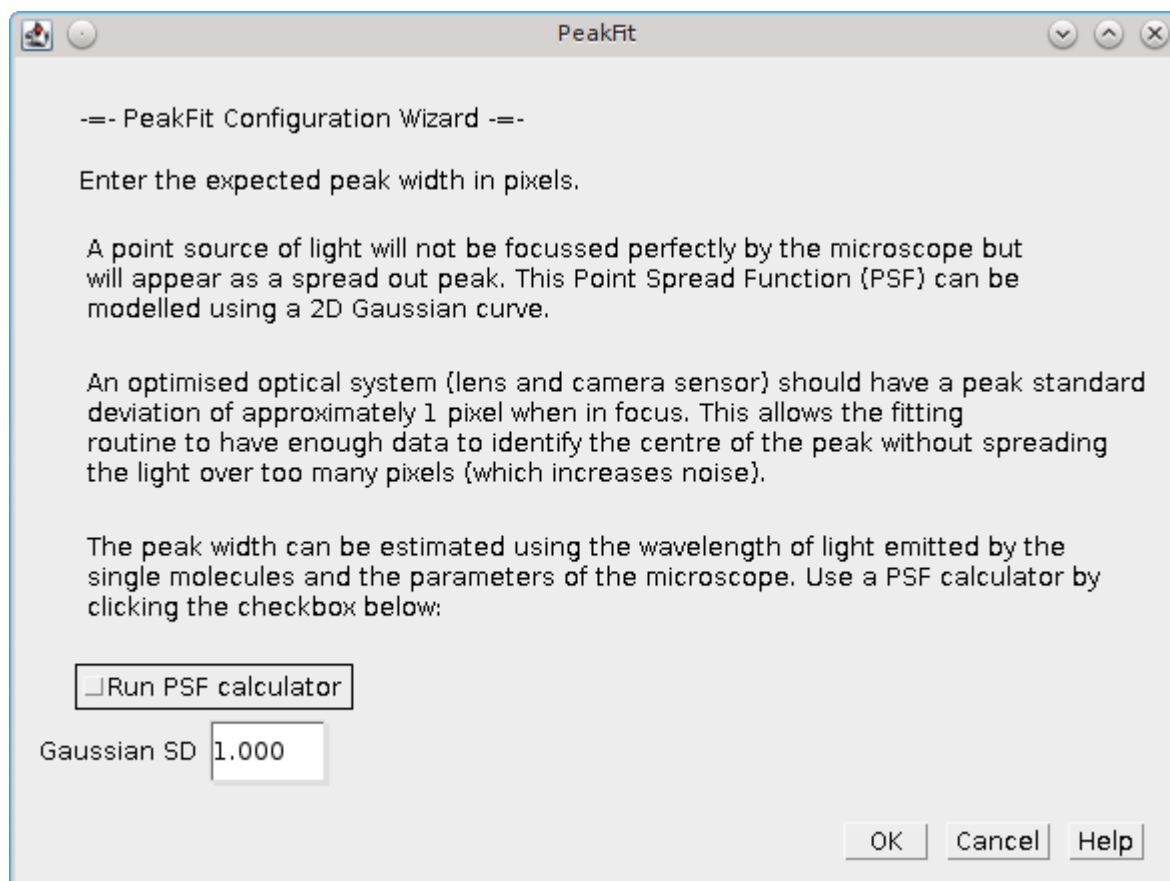 PeakFit
-=- PeakFit Configuration Wizard -=-
Enter the expected peak width in pixels.
A point source of light will not be focussed perfectly by the microscope but
will appear as a spread out peak. This Point Spread Function (PSF) can be
modelled using a 2D Gaussian curve.
An optimised optical system (lens and camera sensor) should have a peak standard
deviation of approximately 1 pixel when in focus. This allows the fitting
routine to have enough data to identify the centre of the peak without spreading
the light over too many pixels (which increases noise).
The peak width can be estimated using the wavelength of light emitted by the
single molecules and the parameters of the microscope. Use a PSF calculator by
clicking the checkbox below:
Run PSF calculator
Gaussian SD 1.000
OK Cancel Help